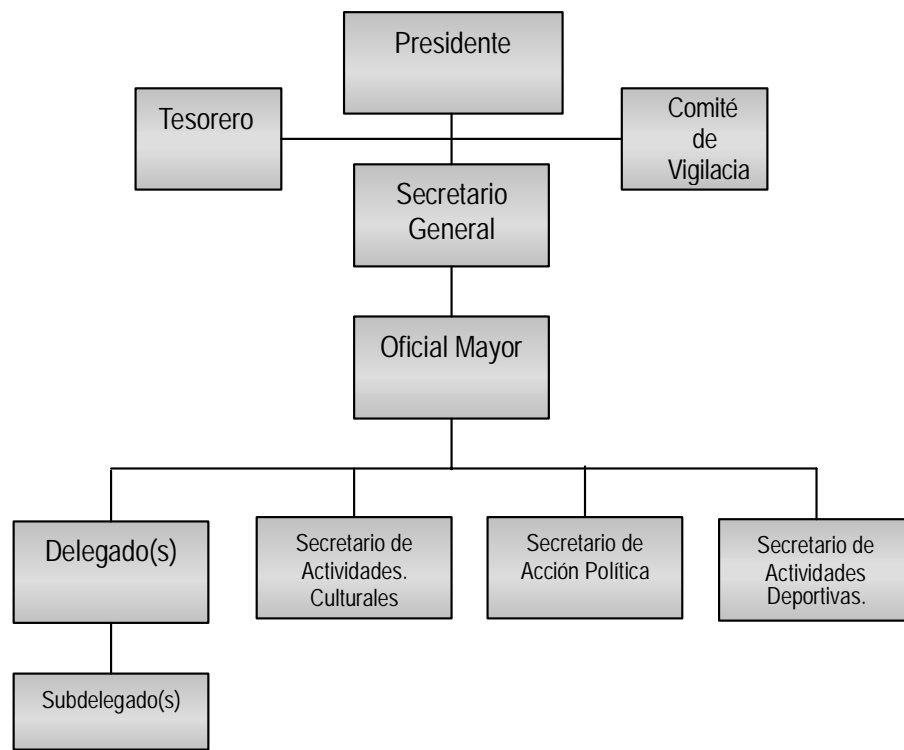 Presidente
Tesorero
Comité
de
Vigilacia
Secretario
General
Oficial Mayor
Delegado(s)
Secretario de
Actividades.
Culturales
Secretario de
Acción Política
Secretario de
Actividades
Deportivas.
Subdelegado(s)